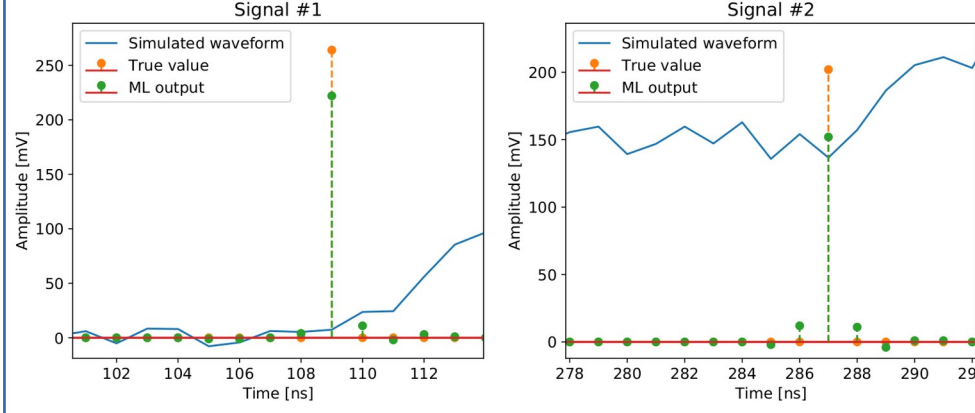 Signal #1
Simulated waveform
True value
ML output
Amplitude [mV]
250
200
150
100
50
0
102 104 106 108 110 112
Time [ns]
Signal #2
Simulated waveform
True value
ML output
Amplitude [mV]
200
150
100
50
0
278 280 282 284 286 288 290
Time [ns]